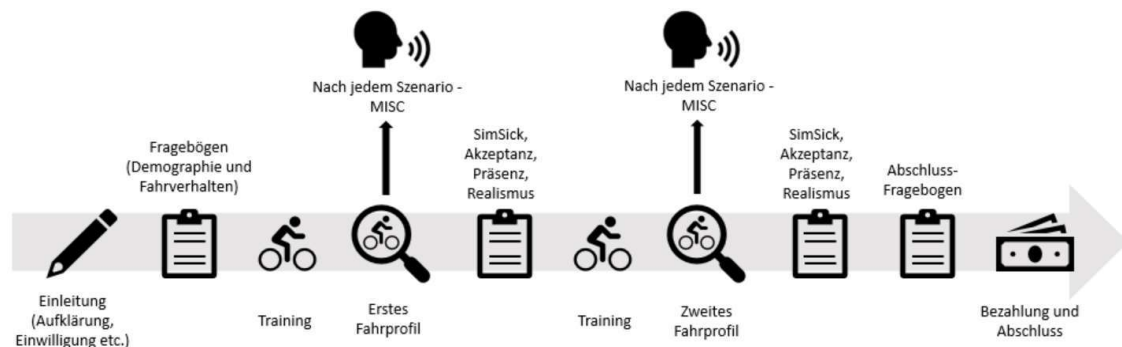 Nach jedem Szenario -
MISC
Nach jedem Szenario -
MISC
Fragebögen
(Demographie und
Fahrverhalten)
SimSick,
Akzeptanz,
Präsenz,
Realismus
SimSick,
Akzeptanz,
Präsenz,
Realismus
Abschluss-
Fragebogen
Einleitung
(Aufklärung,
Einwilligung etc.)
Training
Erstes
Fahrprofil
Training
Zweites
Fahrprofil
Bezahlung und
Abschluss